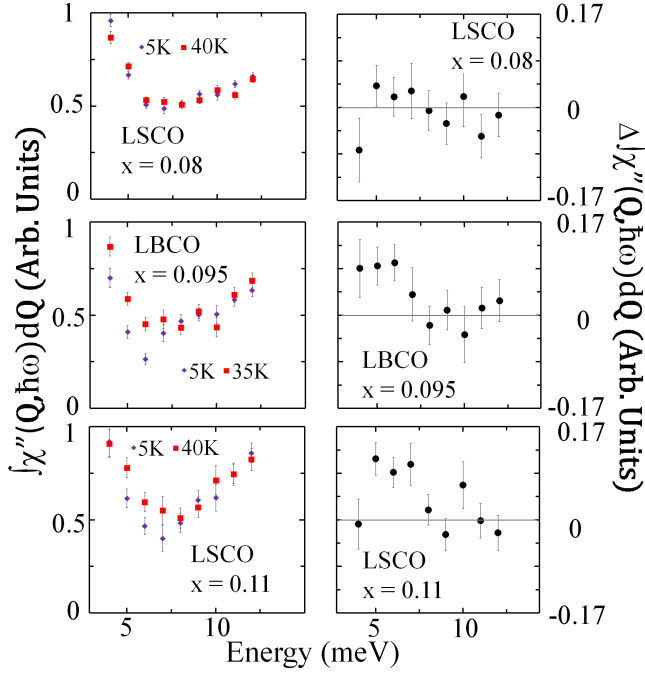 ∫χ″(Q,ħω)dQ (Arb. Units)
1
0.5
0
5K 40K
LSCO
x = 0.08
1
0.5
0
LBCO
x = 0.095
5K 35K
1
0.5
0
5K 40K
LSCO
x = 0.11
5
10
LSCO
x = 0.08
0.17
0
-0.17
LBCO
x = 0.095
0.17
0
-0.17
LSCO
x = 0.11
0.17
0
-0.17
5
10
Δ∫χ″(Q,ħω)dQ (Arb. Units)
Energy (meV)